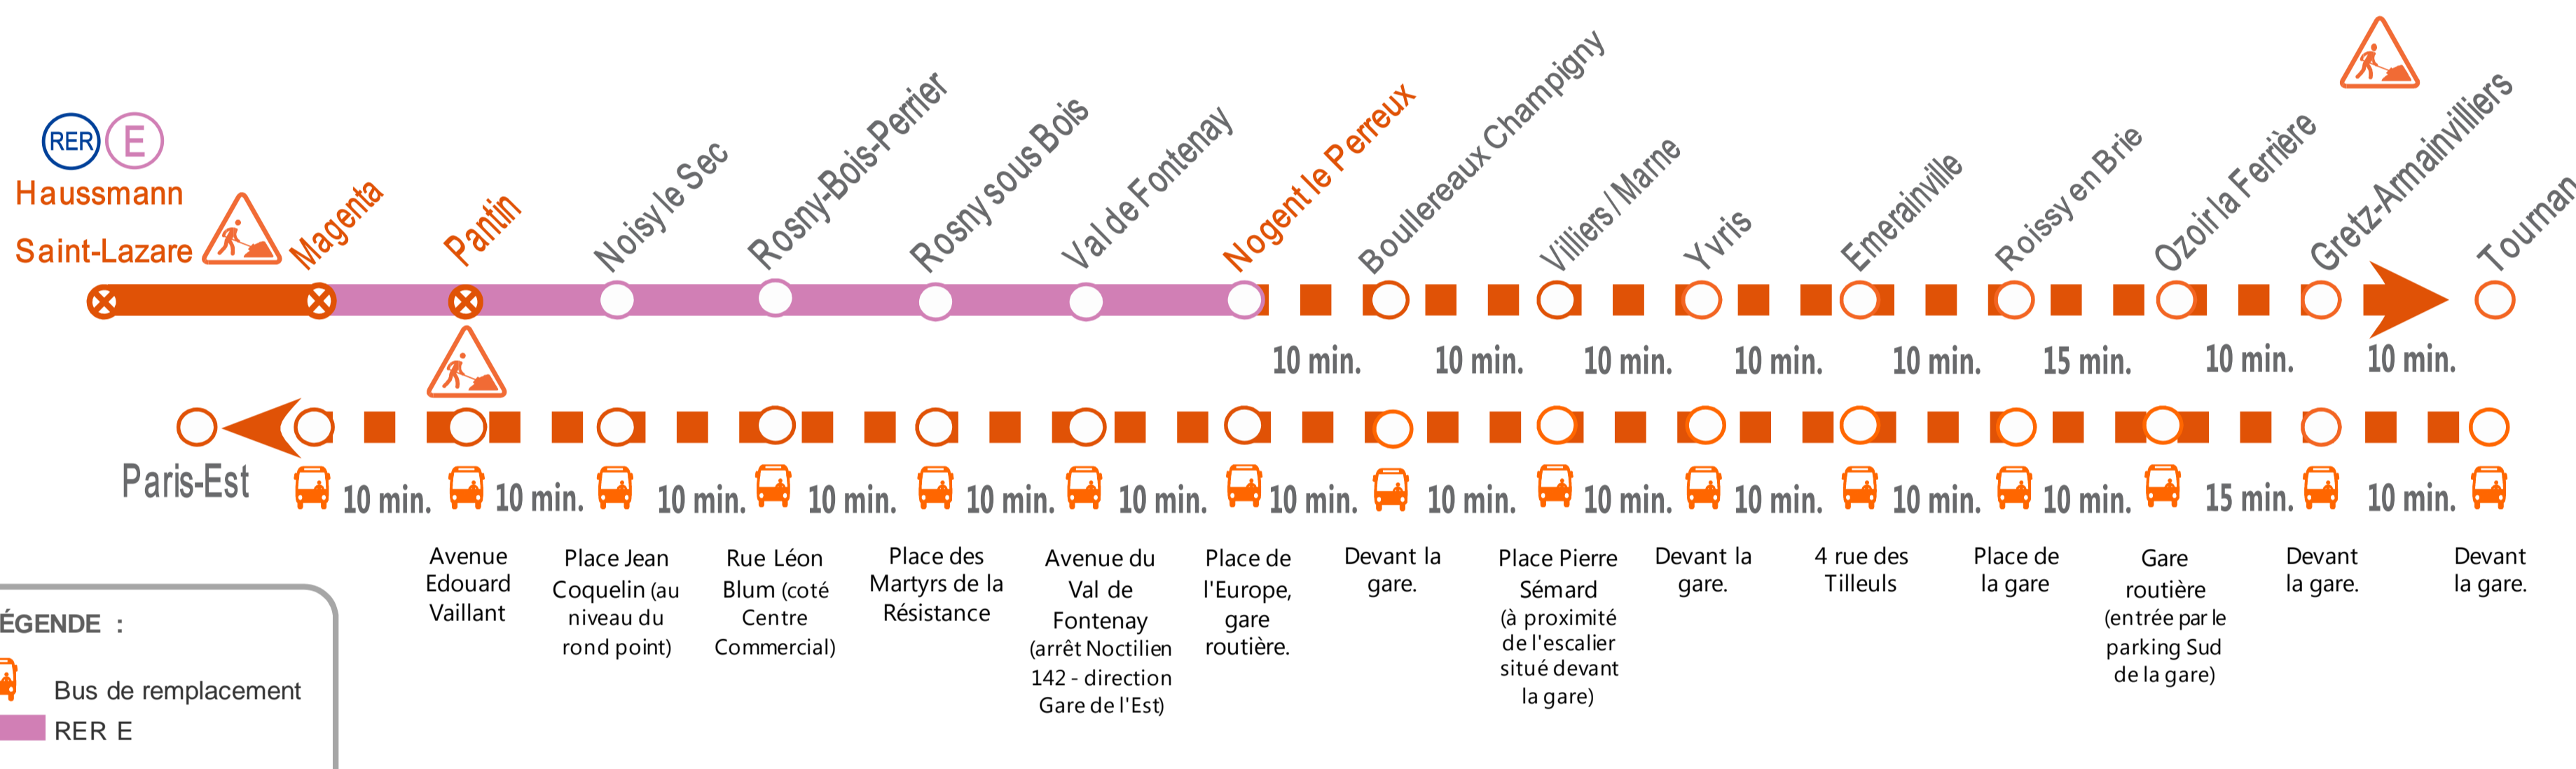 RER E
Haussmann
Saint-Lazare
Magenta
Pantin
Noisy le Sec
Rosny-Bois-Perrier
Rosny sous Bois
Val de Fontenay
Nogent le Perreux
Boullereaux Champigny
Villiers / Marne
Yvris
Emerainville
Roissy en Brie
Ozoir la Ferrière
Gretz-Armainvilliers
Tournan
10 min. 10 min. 10 min. 10 min. 10 min. 15 min. 10 min. 10 min.
Paris-Est
10 min. 10 min. 10 min. 10 min. 10 min. 10 min. 10 min. 10 min. 10 min. 10 min. 10 min. 10 min. 15 min. 10 min.
Avenue
Edouard
Vaillant
Place Jean
Coquelin (au
niveau du
rond point)
Rue Léon
Blum (coté
Centre
Commercial)
Place des
Martyrs de la
Résistance
Avenue du
Val de
Fontenay
(arrêt Noctilien
142 - direction
Gare de l'Est)
Place de
l'Europe,
gare
routière.
Devant la
gare.
Place Pierre
Sémard
(à proximité
de l'escalier
situé devant
la gare)
Devant la
gare.
4 rue des
Tilleuls
Place de
la gare
Gare
routière
(entrée par le
parking Sud
de la gare)
Devant
la gare.
Devant
la gare.
ÉGENDE :
Bus de remplacement
RER E